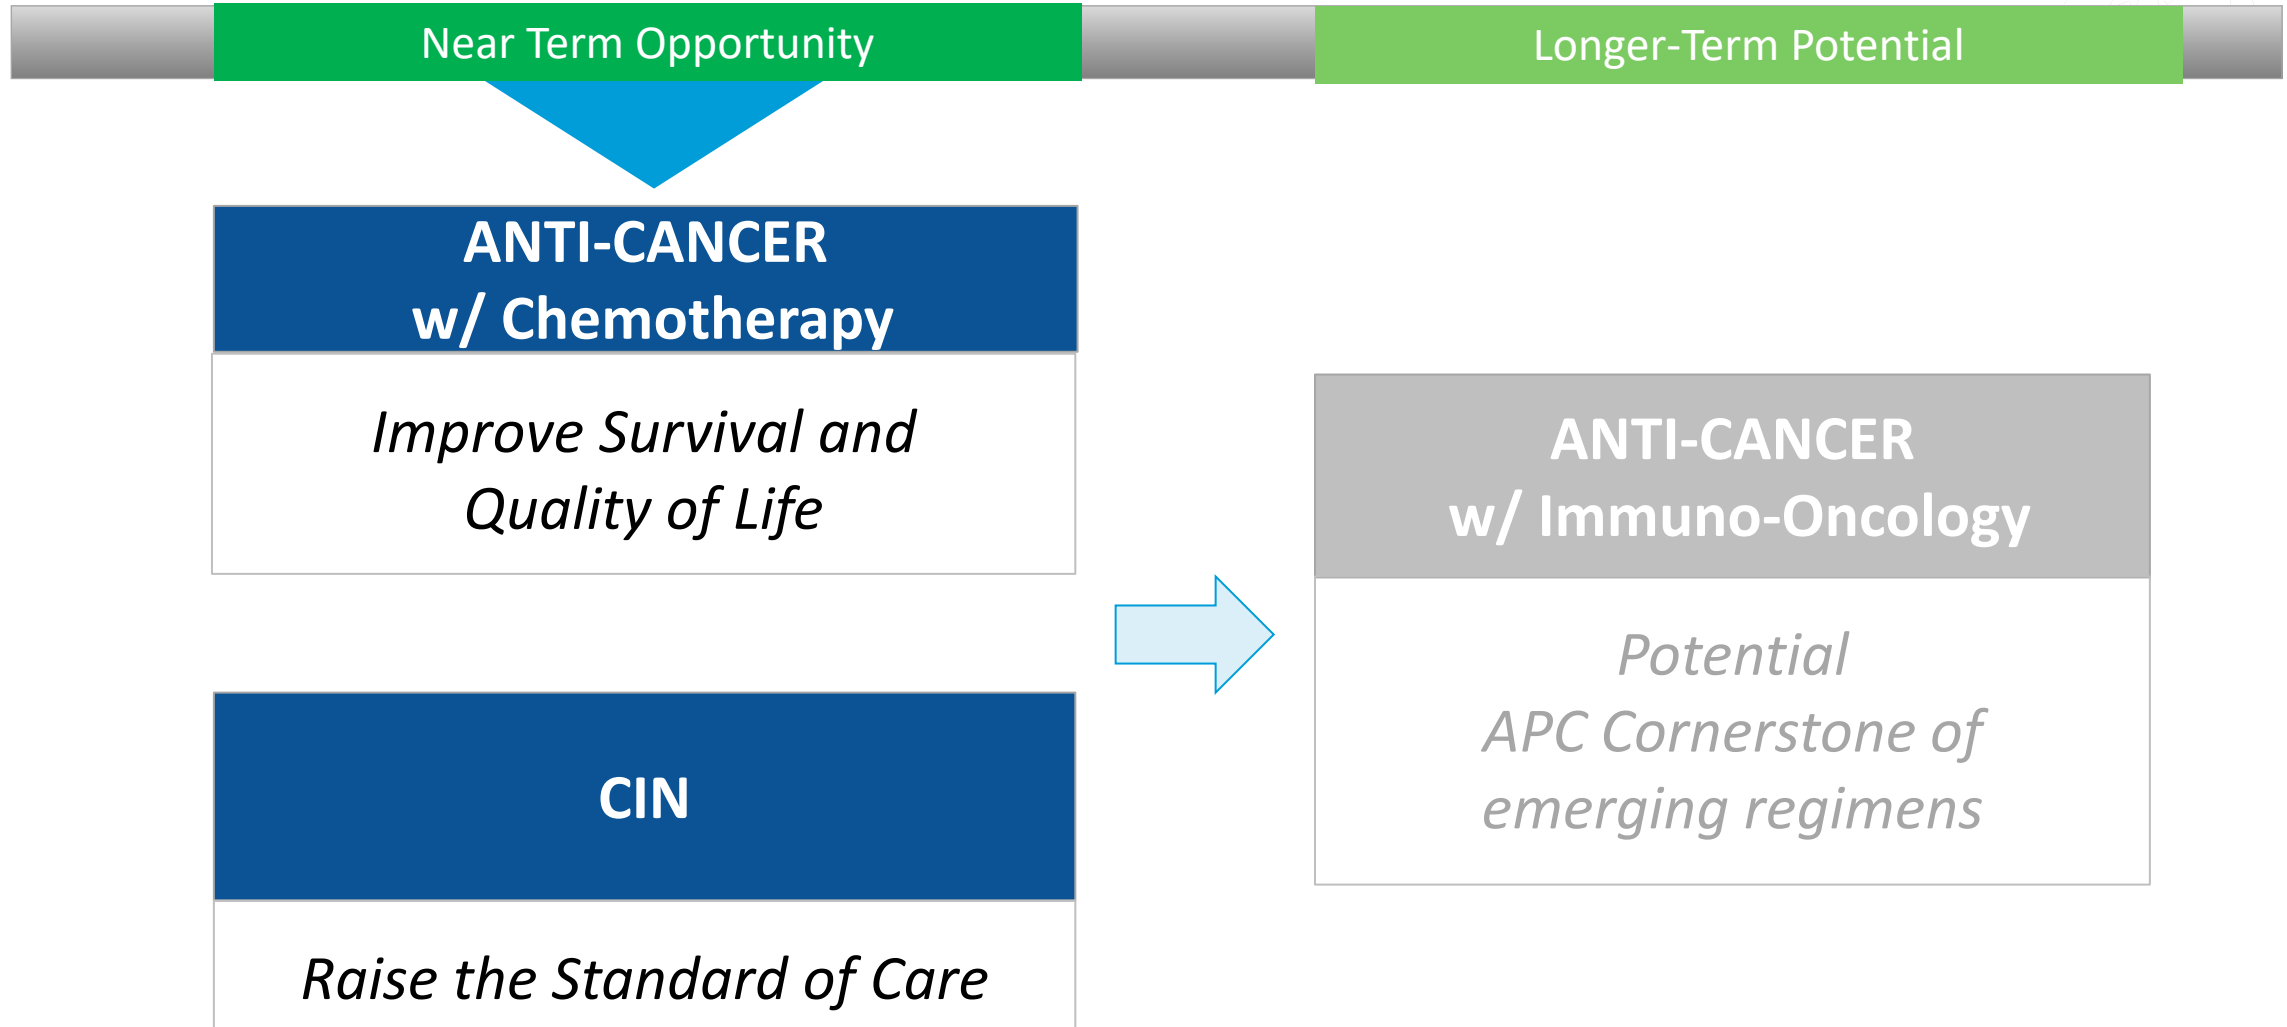 Near Term Opportunity
Longer-Term Potential
ANTI-CANCER
w/ Chemotherapy
Improve Survival and
Quality of Life
CIN
Raise the Standard of Care
ANTI-CANCER
w/ Immuno-Oncology
Potential
APC Cornerstone of
emerging regimens